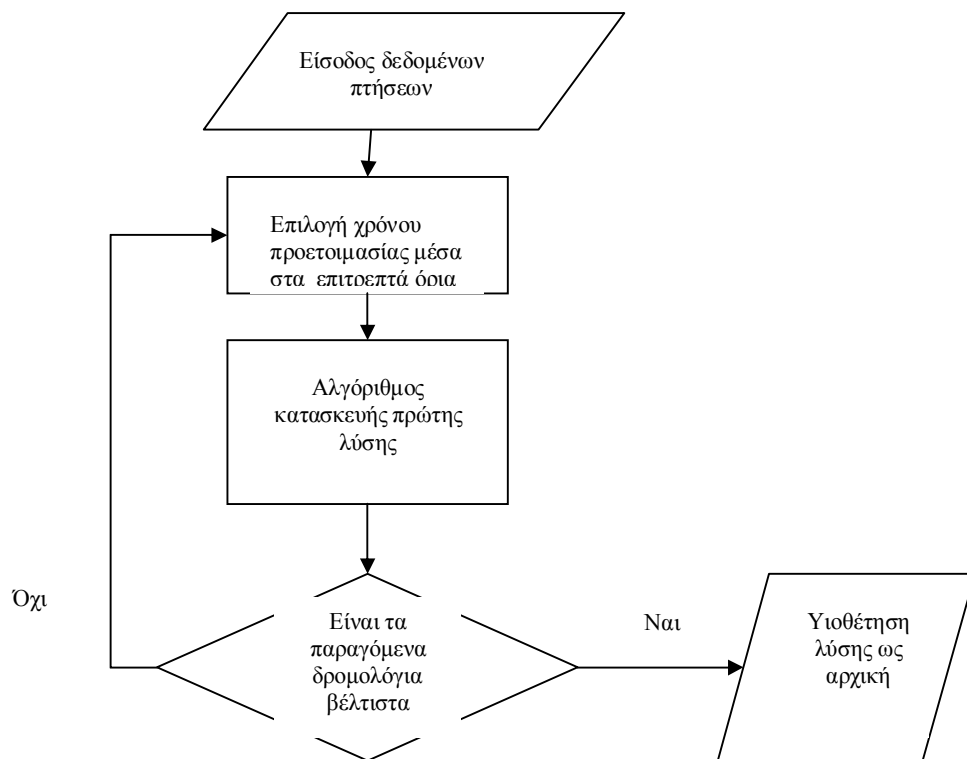 Είσοδος δεδομένων
πτήσεων
Επιλογή χρόνου
προετοιμασίας μέσα
στα επιτρεπτά όρια
Αλγόριθμος
κατασκευής πρώτης
λύσης
Όχι
Είναι τα
παραγόμενα
δρομολόγια
βέλτιστα
Ναι
Υιοθέτηση
λύσης ως
αρχική